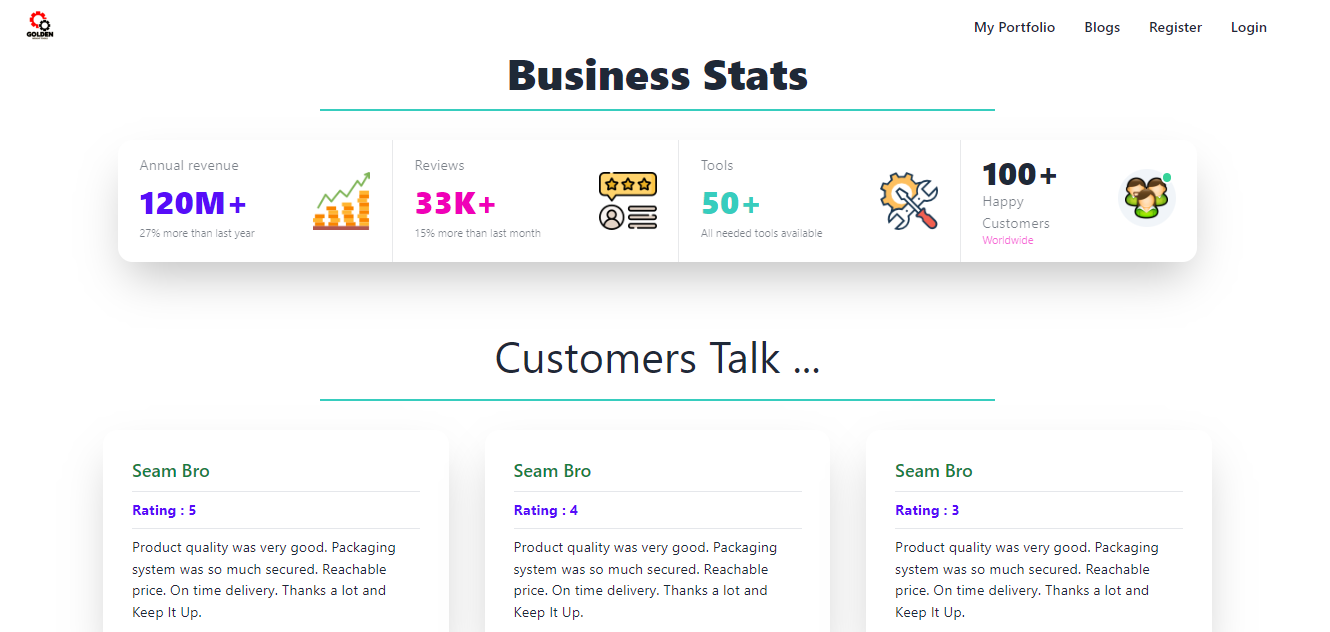 GOLDEN
My Portfolio Blogs Register Login
Business Stats
Annual revenue
120M+
27% more than last year
Reviews
33K+
15% more than last month
Tools
50+
All needed tools available
100+
Happy
Customers
Worldwide
Customers Talk ...
Seam Bro
Rating : 5
Product quality was very good. Packaging
system was so much secured. Reachable
price. On time delivery. Thanks a lot and
Keep It Up.
Seam Bro
Rating : 4
Product quality was very good. Packaging
system was so much secured. Reachable
price. On time delivery. Thanks a lot and
Keep It Up.
Seam Bro
Rating : 3
Product quality was very good. Packaging
system was so much secured. Reachable
price. On time delivery. Thanks a lot and
Keep It Up.